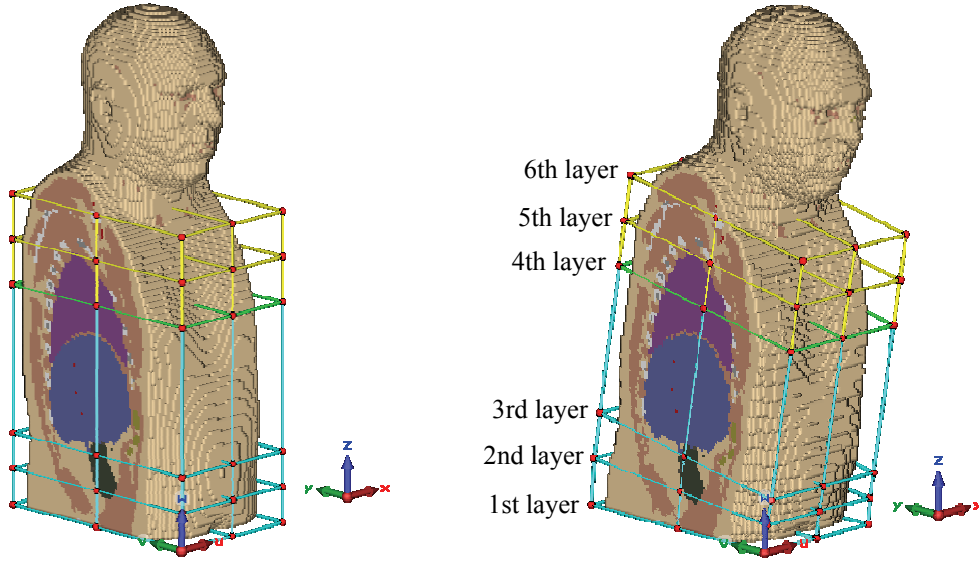 6th layer
5th layer
4th layer
3rd layer
2nd layer
1st layer
z
y
x
w
v
u
z
y
x
w
v
u